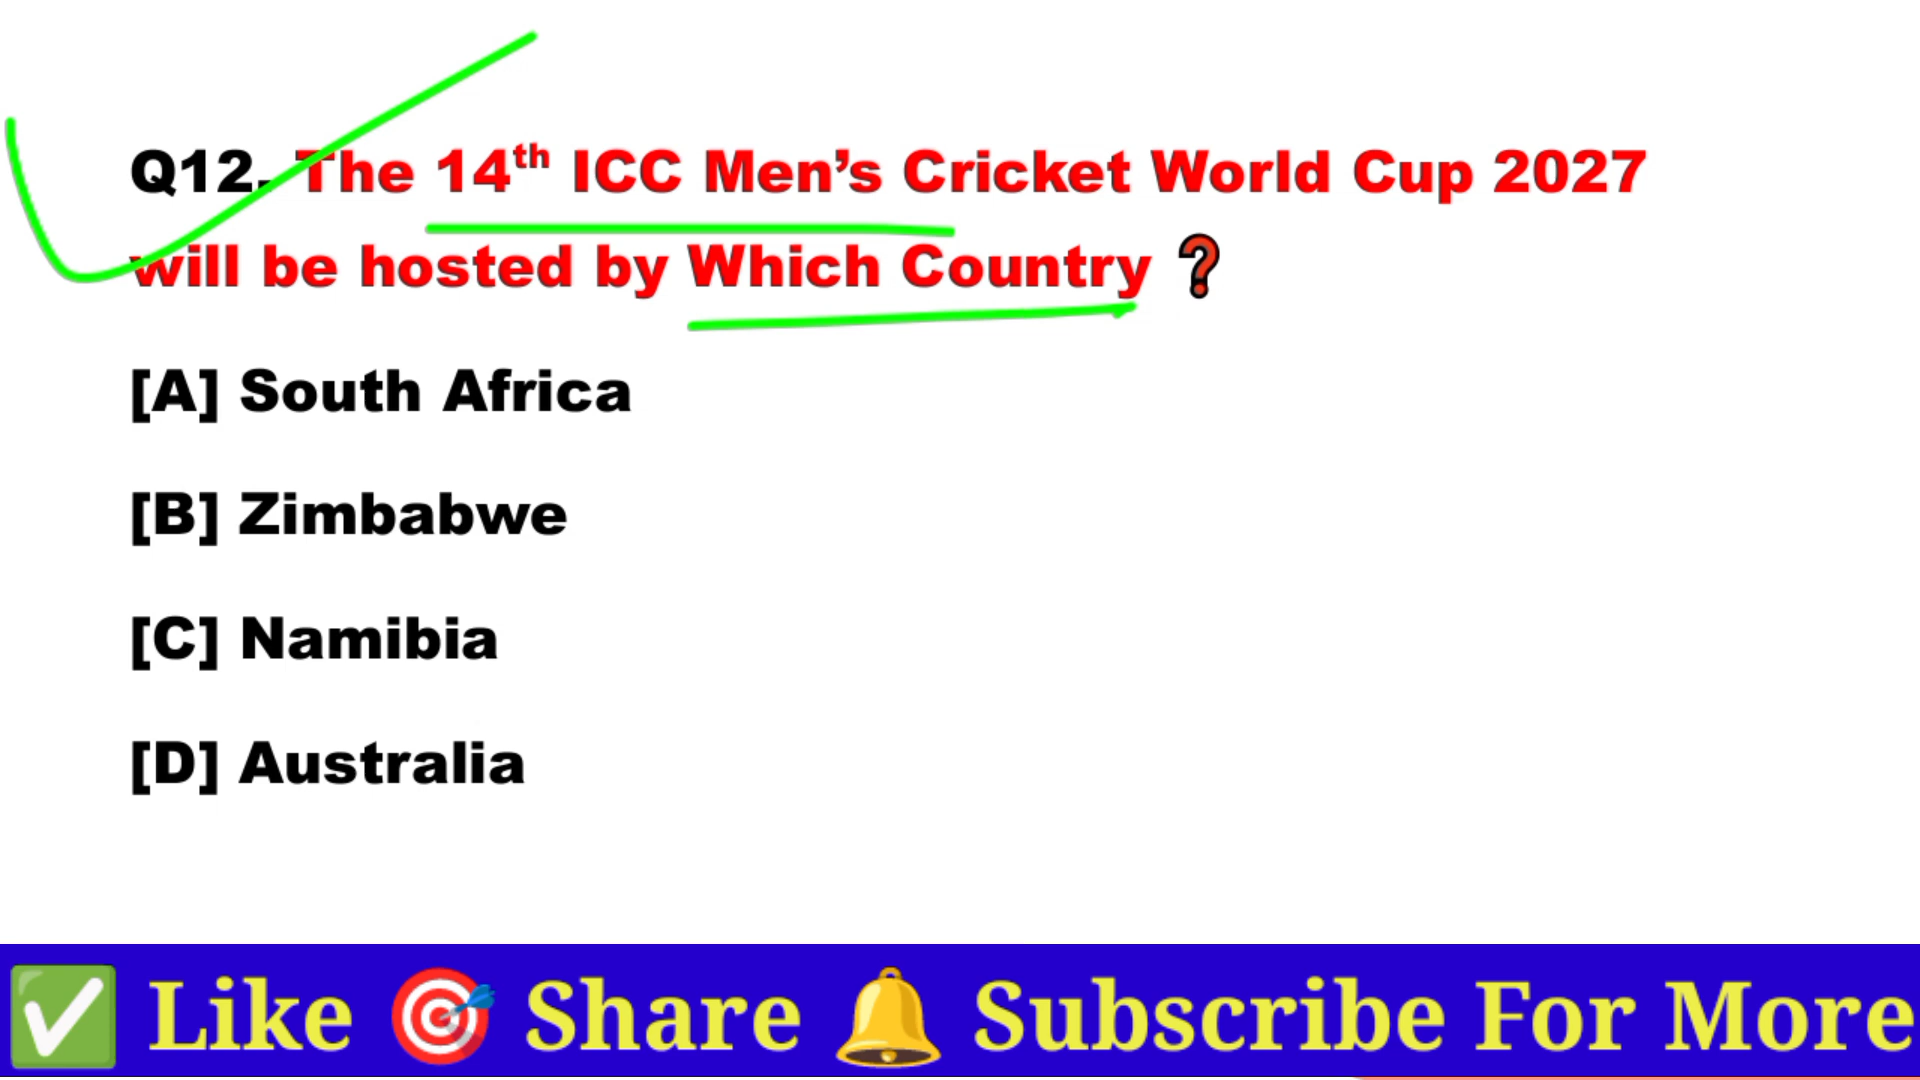 Q12. The 14th ICC Men’s Cricket World Cup 2027
will be hosted by Which Country ❓
[A] South Africa
[B] Zimbabwe
[C] Namibia
[D] Australia
✅ Like 🎯 Share 🔔 Subscribe For More